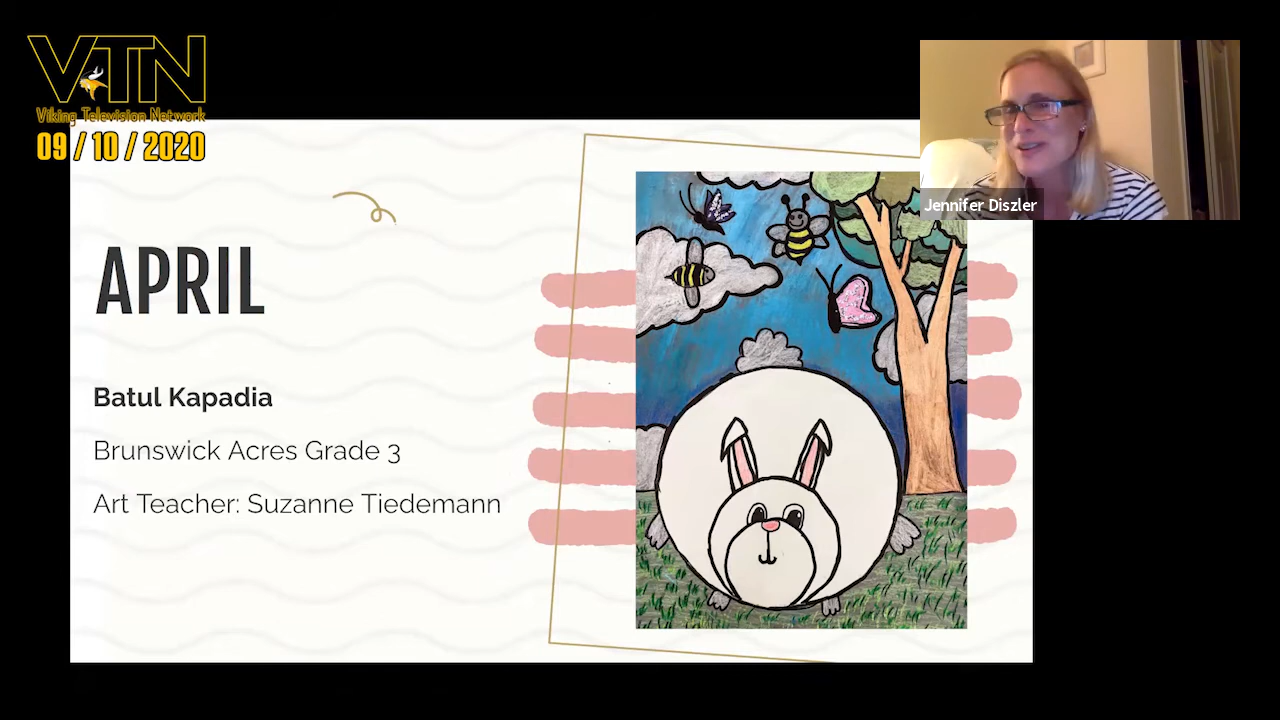 VTN
Viking Television Network
09 / 10 / 2020
Jennifer Diszler
APRIL
Batul Kapadia
Brunswick Acres Grade 3
Art Teacher: Suzanne Tiedemann